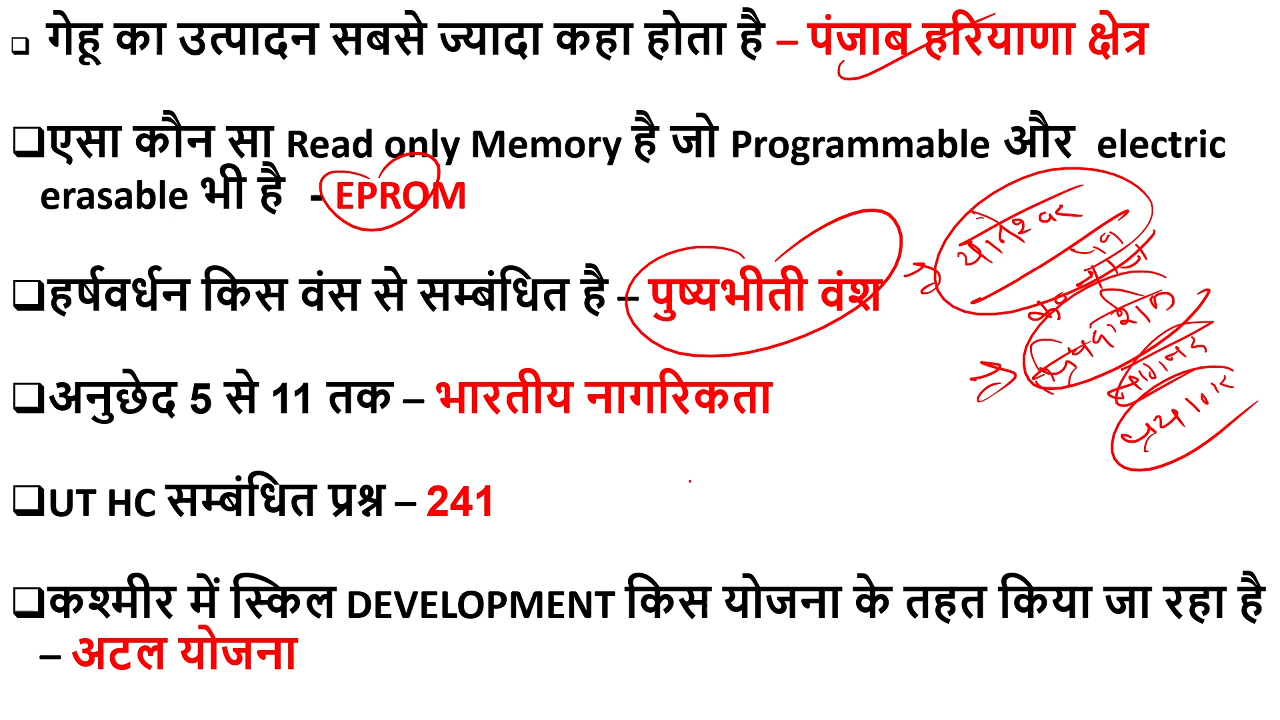 गेहू का उत्पादन सबसे ज्यादा कहा होता है – पंजाब हरियाणा क्षेत्र
एसा कौन सा Read only Memory है जो Programmable और electric
erasable भी है - EPROM
हर्षवर्धन किस वंस से सम्बंधित है – पुष्यभीती वंश
अनुछेद 5 से 11 तक – भारतीय नागरिकता
UT HC सम्बंधित प्रश्न – 241
कश्मीर में स्किल DEVELOPMENT किस योजना के तहत किया जा रहा है
– अटल योजना